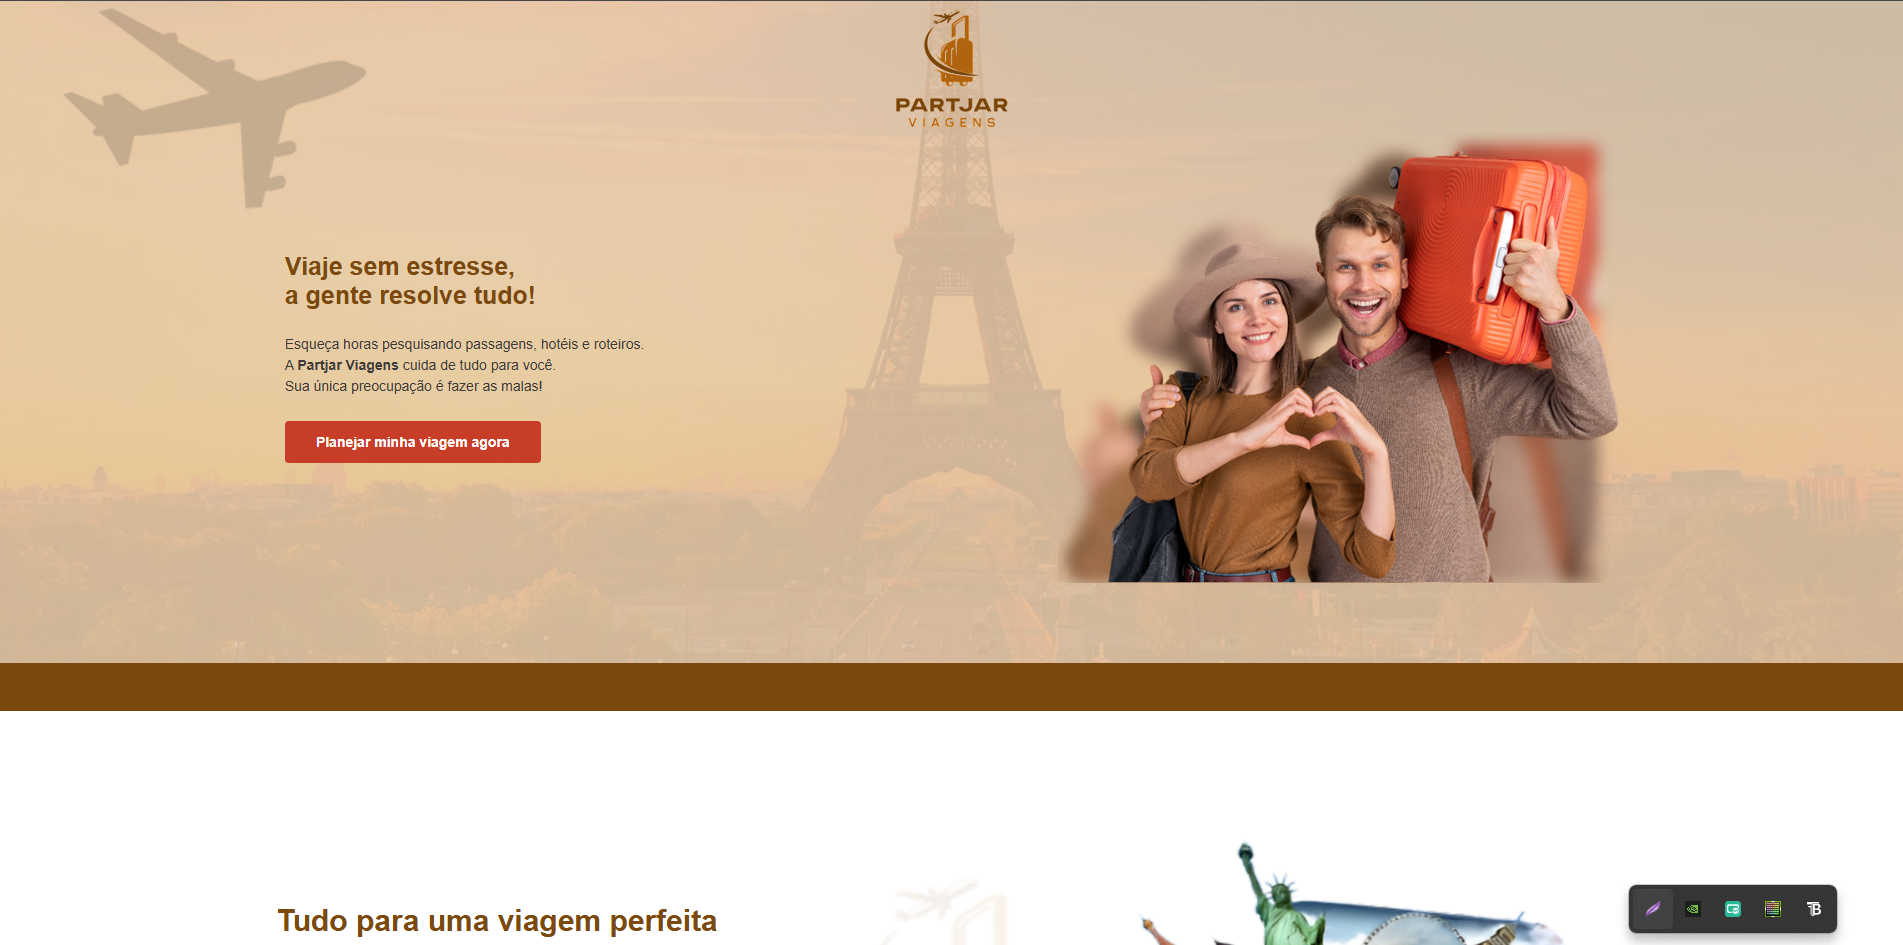 PARTJAR
VIAGENS
Viaje sem estresse,
a gente resolve tudo!
Esqueça horas pesquisando passagens, hotéis e roteiros.
A Partjar Viagens cuida de tudo para você.
Sua única preocupação é fazer as malas!
Planejar minha viagem agora
Tudo para uma viagem perfeita